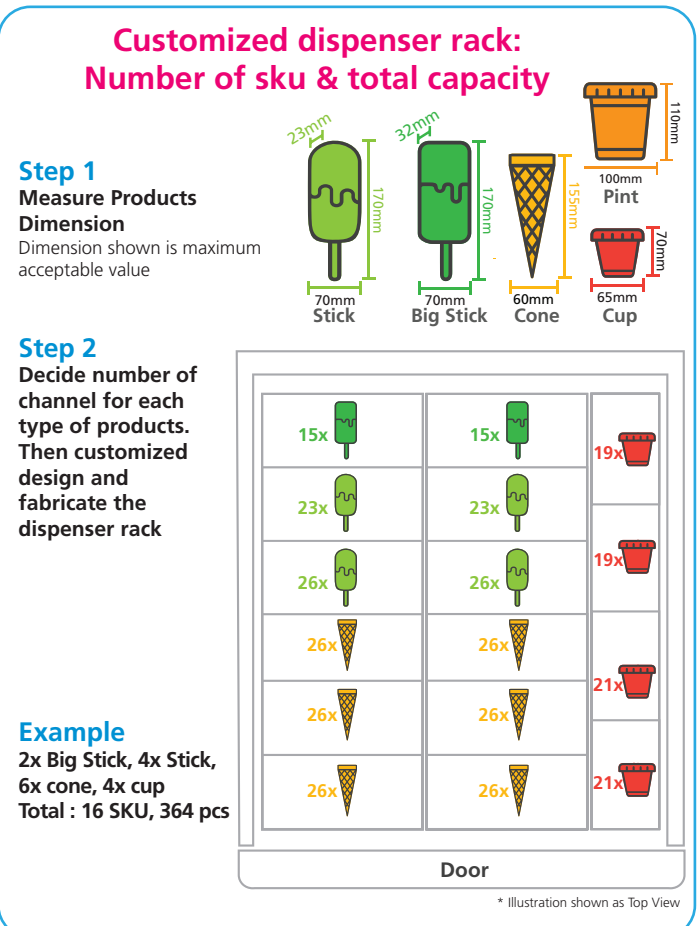 Customized dispenser rack:
Number of sku & total capacity
Step 1
Measure Products
Dimension
Dimension shown is maximum
acceptable value
23mm
170mm
70mm
Stick
32mm
170mm
70mm
Big Stick
155mm
60mm
Cone
110mm
100mm
Pint
70mm
65mm
Cup
Step 2
Decide number of
channel for each
type of products.
Then customized
design and
fabricate the
dispenser rack
15x
15x
19x
23x
23x
19x
26x
26x
26x
26x
21x
26x
26x
21x
26x
26x
Example
2x Big Stick, 4x Stick,
6x cone, 4x cup
Total : 16 SKU, 364 pcs
Door
* Illustration shown as Top View